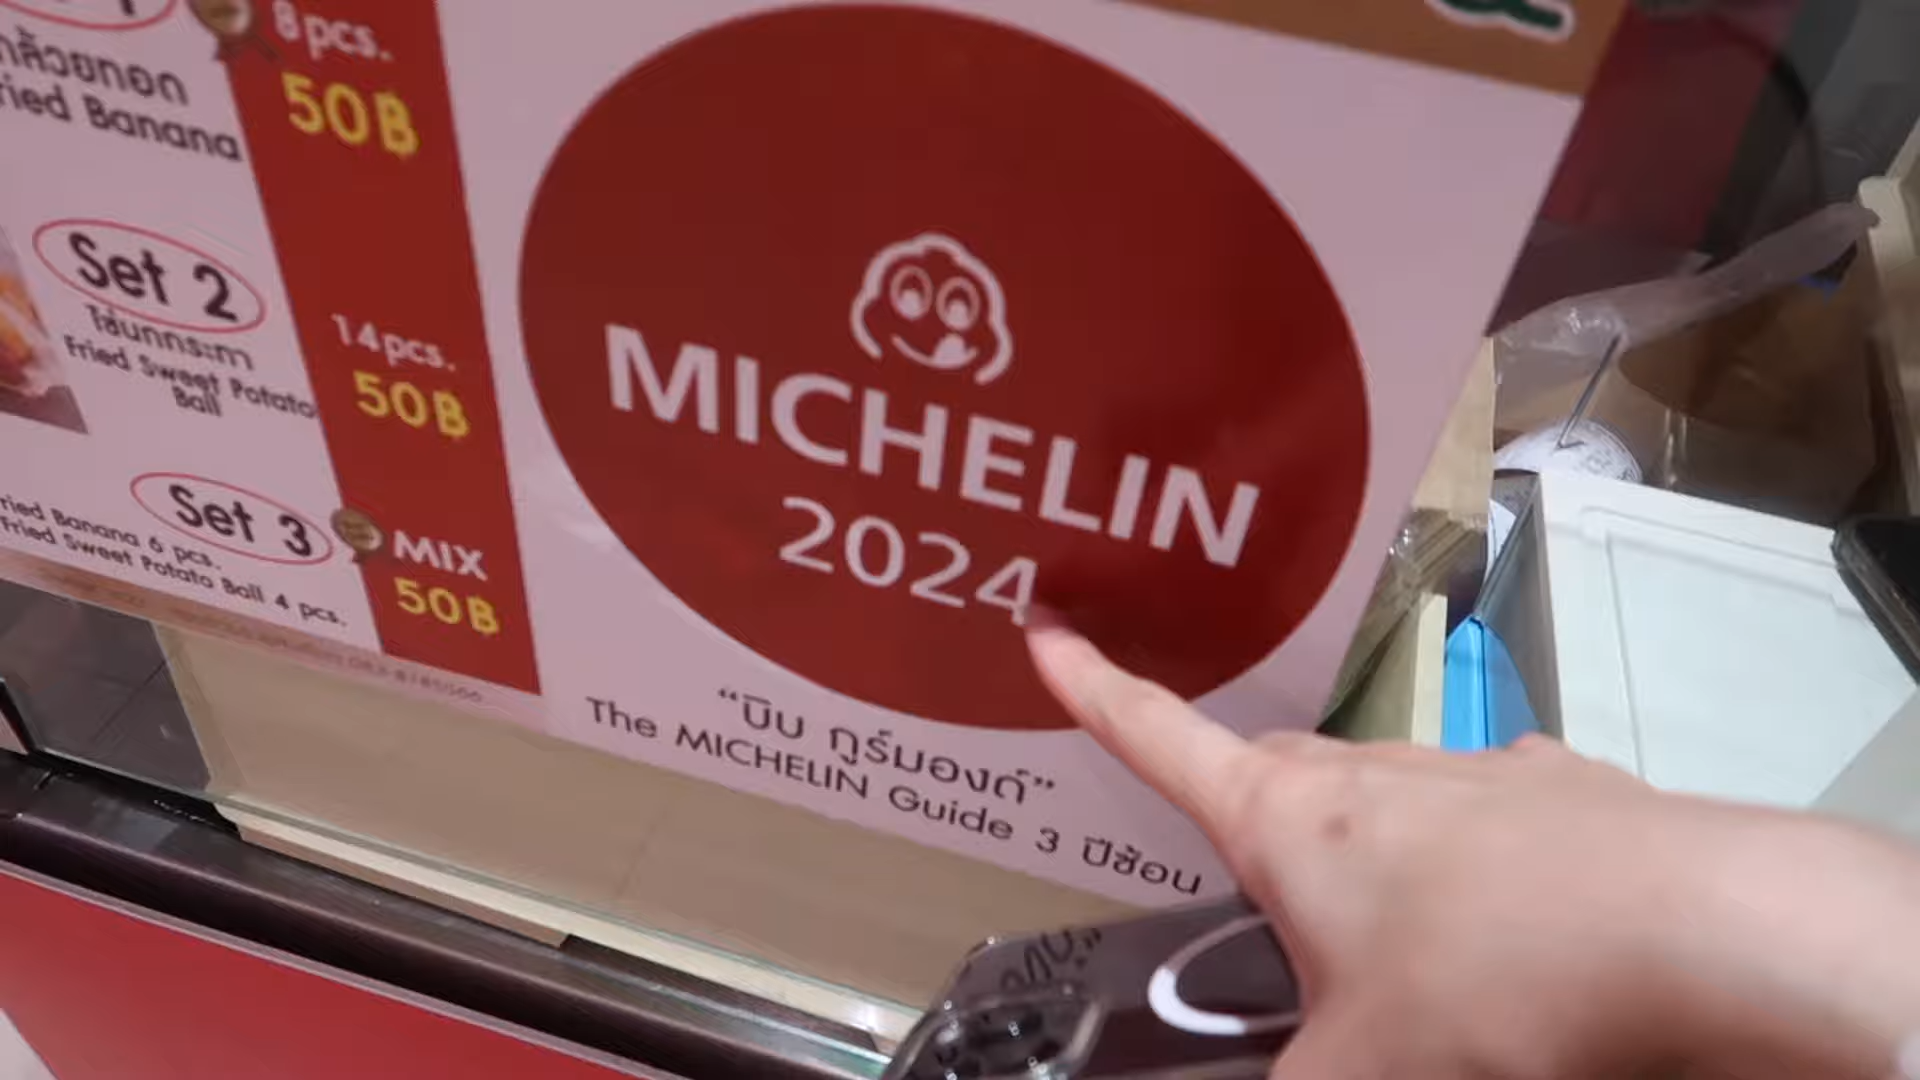 8 pcs.
50฿
กล้วยทอด
Fried Banana
Set 2
ไข่นกกระทา
Fried Sweet Potato
Ball
14 pcs.
50฿
Set 3
Fried Banana 6 pcs.
Fried Sweet Potato Ball 4 pcs.
MIX
50฿
MICHELIN
2024
“บิบ กูร์มองด์”
The MICHELIN Guide 3 ปีซ้อน